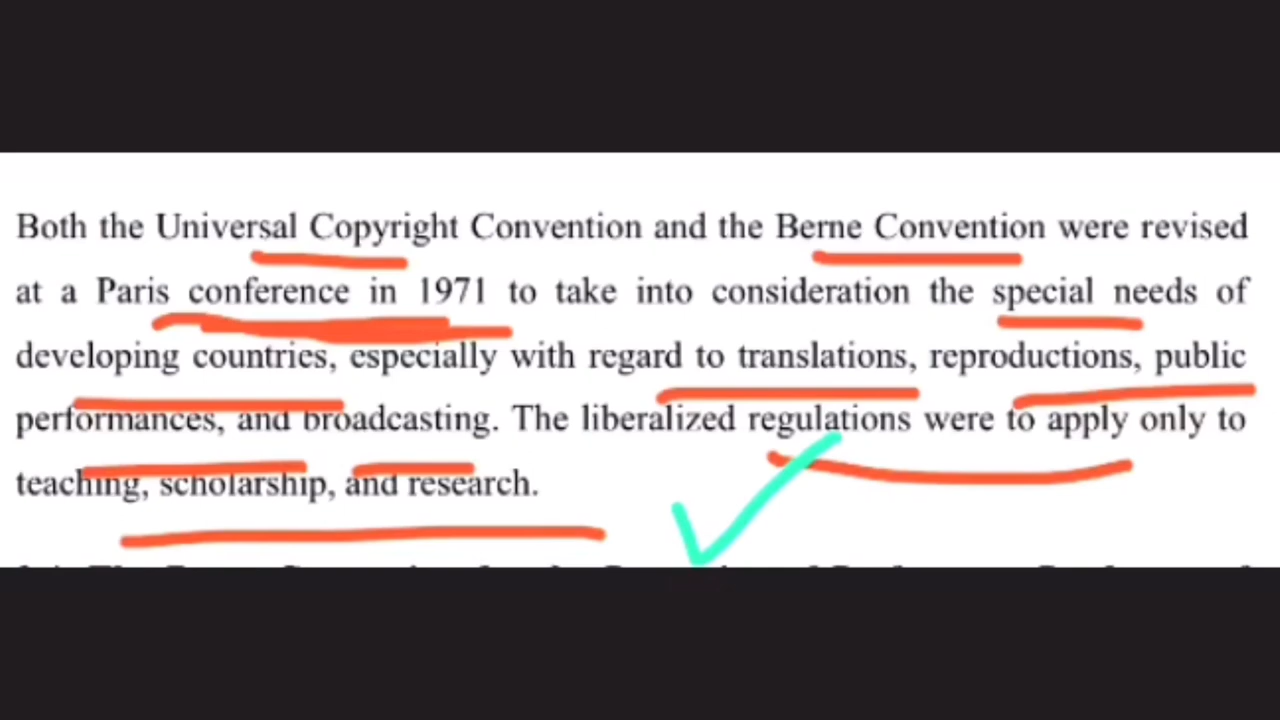 Both the Universal Copyright Convention and the Berne Convention were revised
at a Paris conference in 1971 to take into consideration the special needs of
developing countries, especially with regard to translations, reproductions, public
performances, and broadcasting. The liberalized regulations were to apply only to
teaching, scholarship, and research.